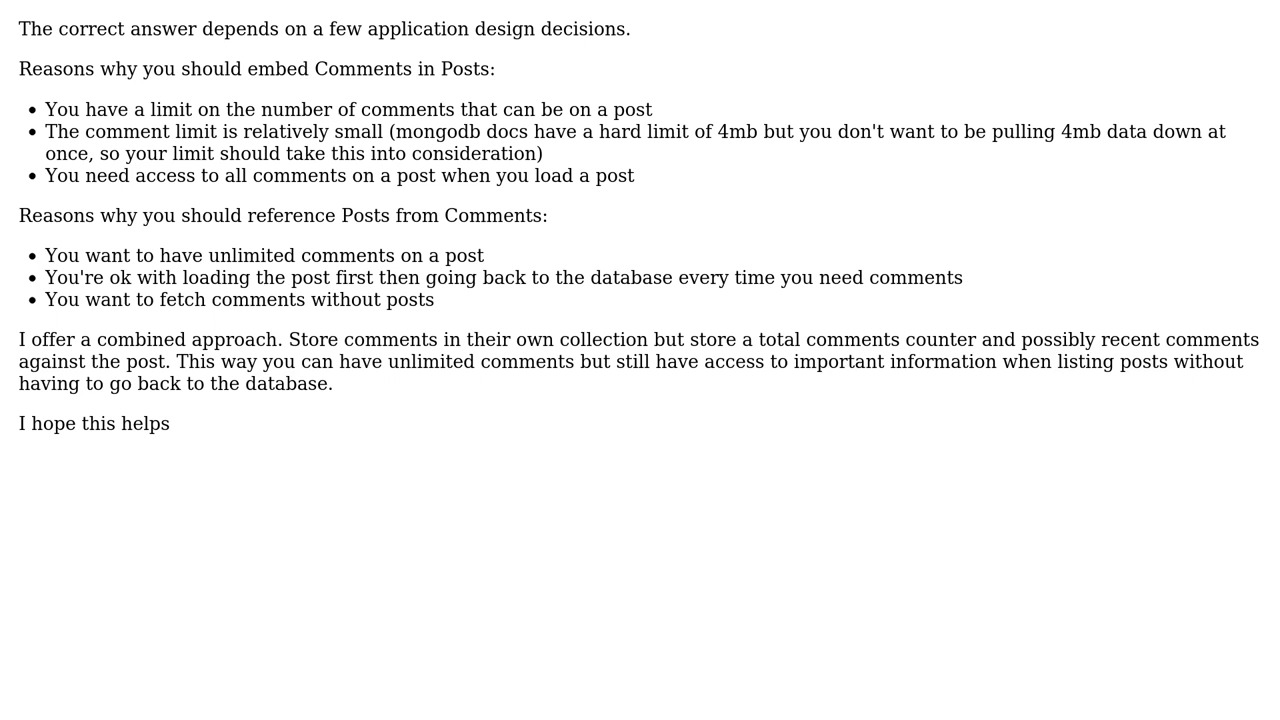 The correct answer depends on a few application design decisions.
Reasons why you should embed Comments in Posts:
• You have a limit on the number of comments that can be on a post
• The comment limit is relatively small (mongodb docs have a hard limit of 4mb but you don't want to be pulling 4mb data down at
once, so your limit should take this into consideration)
• You need access to all comments on a post when you load a post
Reasons why you should reference Posts from Comments:
• You want to have unlimited comments on a post
• You're ok with loading the post first then going back to the database every time you need comments
• You want to fetch comments without posts
I offer a combined approach. Store comments in their own collection but store a total comments counter and possibly recent comments
against the post. This way you can have unlimited comments but still have access to important information when listing posts without
having to go back to the database.
I hope this helps